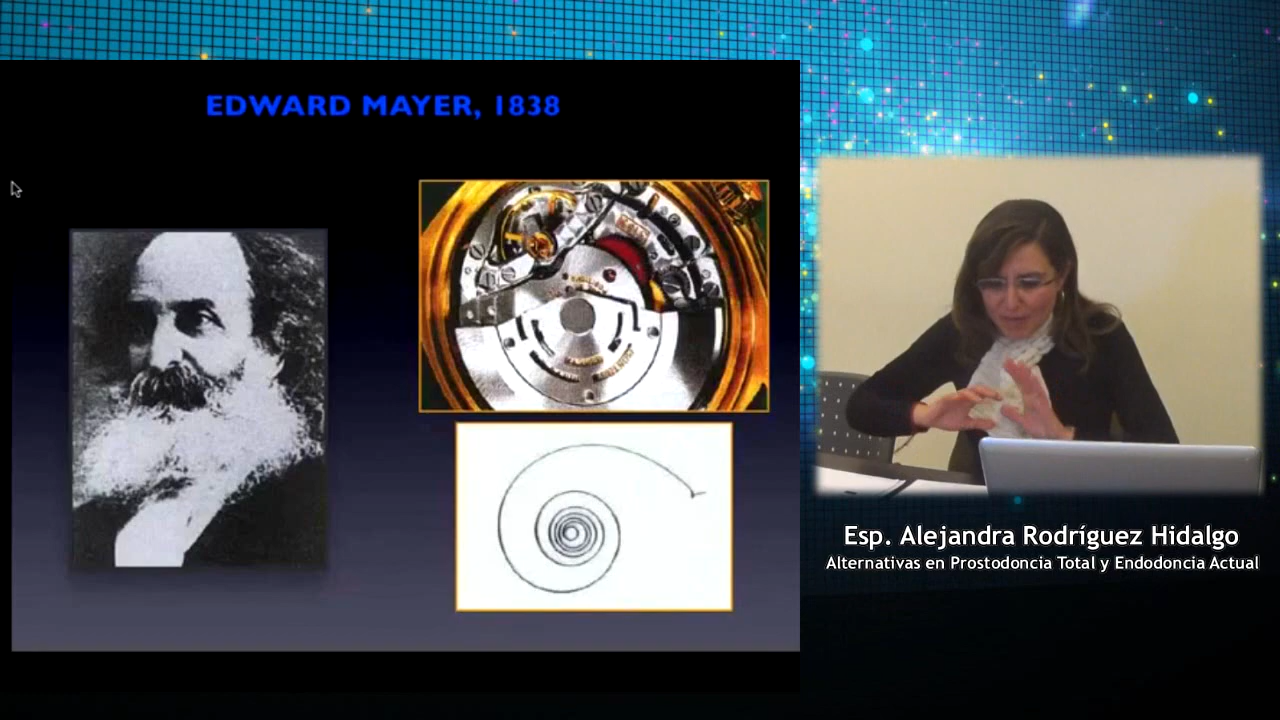 EDWARD MAYER, 1838
Esp. Alejandra Rodríguez Hidalgo
Alternativas en Prostodoncia Total y Endodoncia Actual